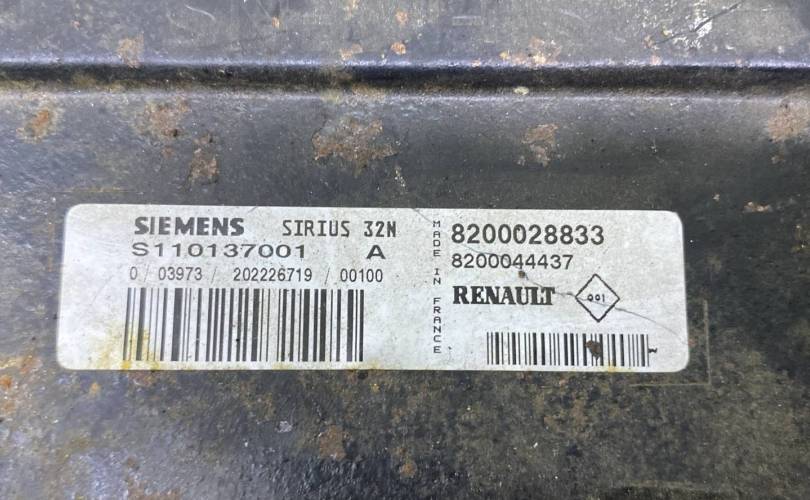 SIEMENS SIRIUS 32N
S110137001 A
0 / 03973 / 202226719 / 00100
MADE IN FRANCE
8200028833
8200044437
RENAULT 001